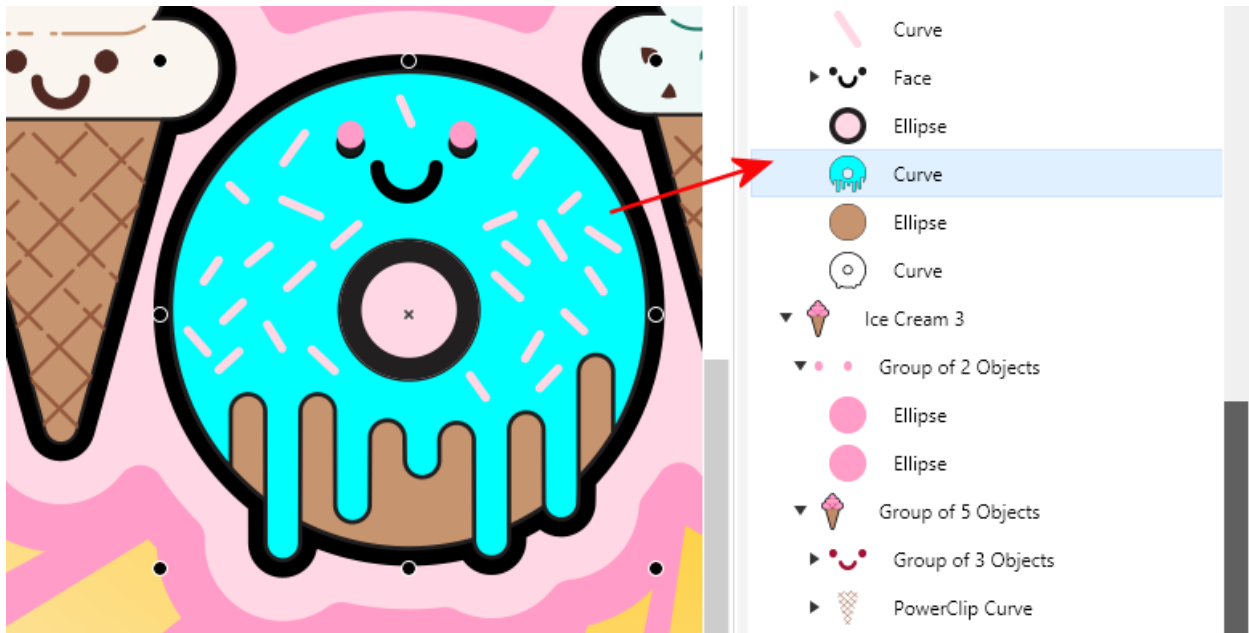 Curve
Face
Ellipse
Curve
Ellipse
Curve
Ice Cream 3
Group of 2 Objects
Ellipse
Ellipse
Group of 5 Objects
Group of 3 Objects
PowerClip Curve